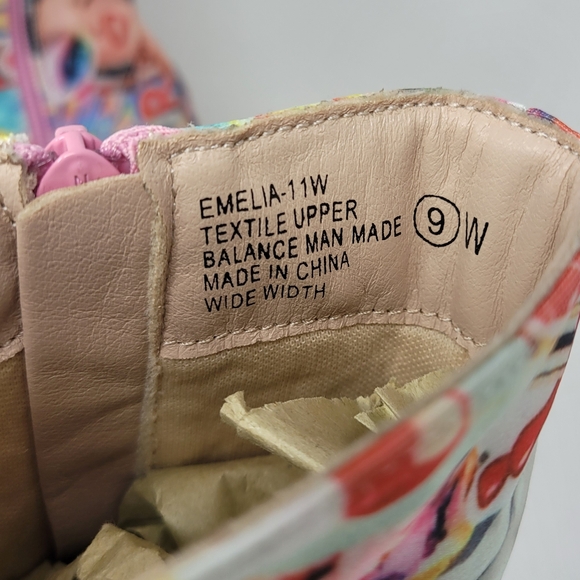 EMELIA-11W
TEXTILE UPPER
BALANCE MAN MADE
MADE IN CHINA
WIDE WIDTH
9 W